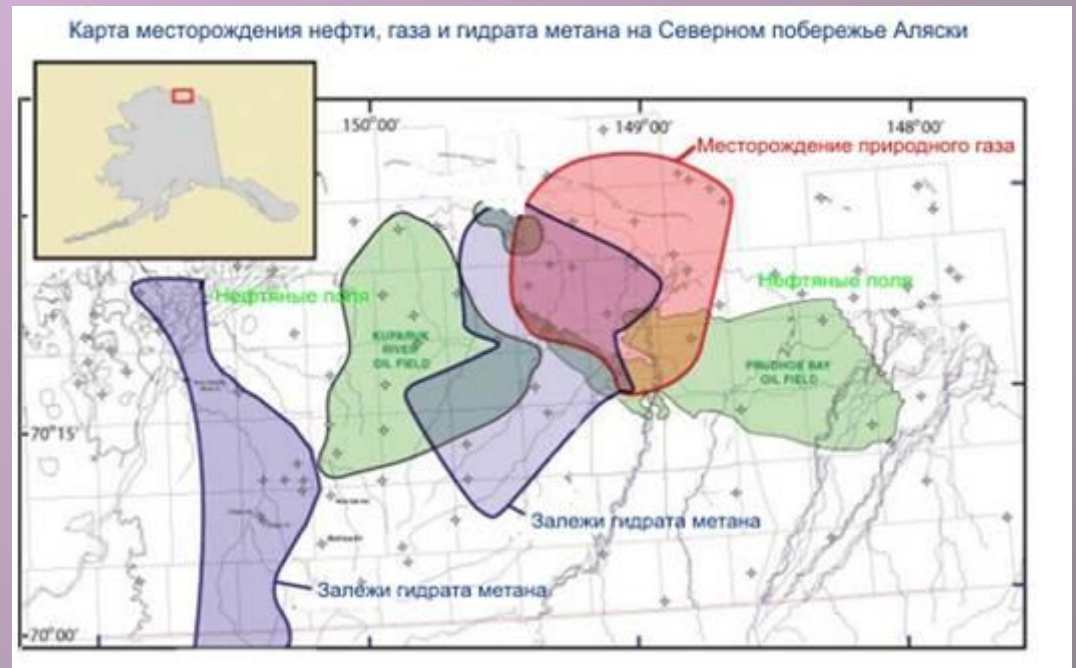 Карта месторождения нефти, газа и гидрата метана на Северном побережье Аляски
150°00'
149°00'
148°00'
Месторождение природного газа
Нефтяные поля
Нефтяные поля
KUPARUK
RIVER
OIL FIELD
PRUDHOE BAY
OIL FIELD
70°15'
Залежи гидрата метана
Залежи гидрата метана
70°00'